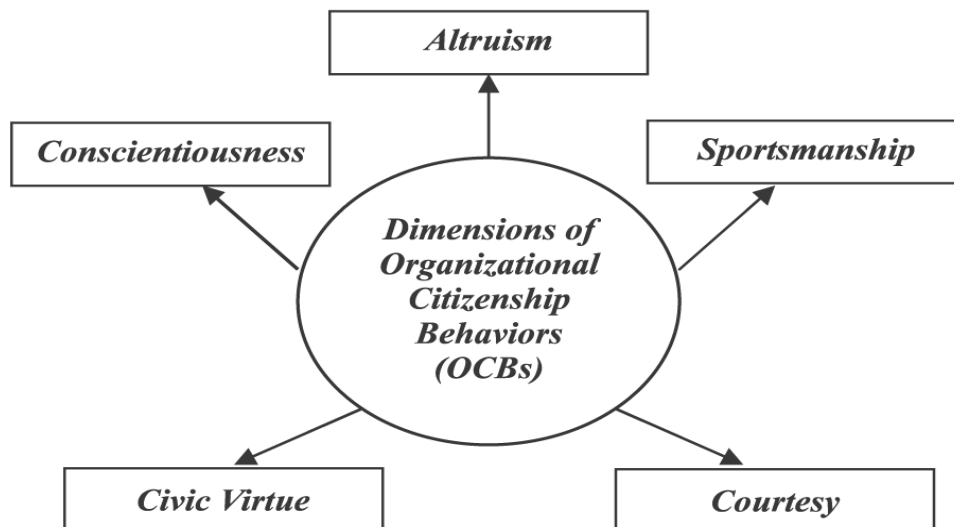 Altruism
Conscientiousness
Sportsmanship
Dimensions of
Organizational
Citizenship
Behaviors
(OCBs)
Civic Virtue
Courtesy